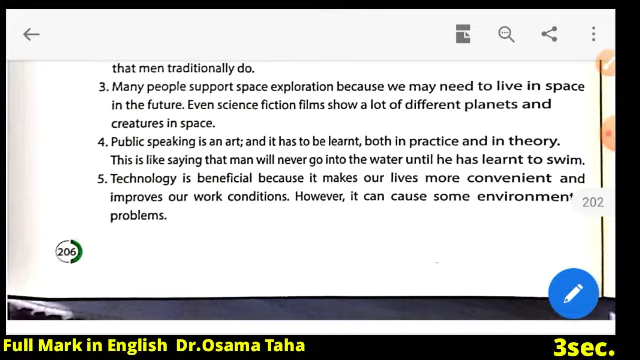 that men traditionally do.
3. Many people support space exploration because we may need to live in space
in the future. Even science fiction films show a lot of different planets and
creatures in space.
4. Public speaking is an art; and it has to be learnt, both in practice and in theory.
This is like saying that man will never go into the water until he has learnt to swim.
5. Technology is beneficial because it makes our lives more convenient and
improves our work conditions. However, it can cause some environment
problems.
202
206
Full Mark in English Dr.Osama Taha
3sec.